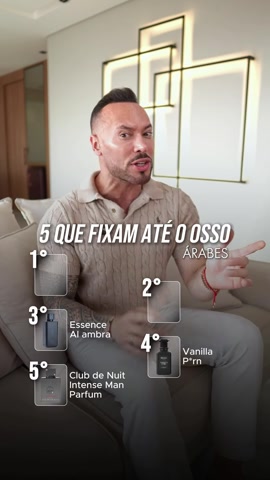 5 QUE FIXAM ATÉ O OSSO
ÁRABES
1°
2°
3°
Essence
Al ambra
4°
Vanilla
P*rn
5°
Club de Nuit
Intense Man
Parfum